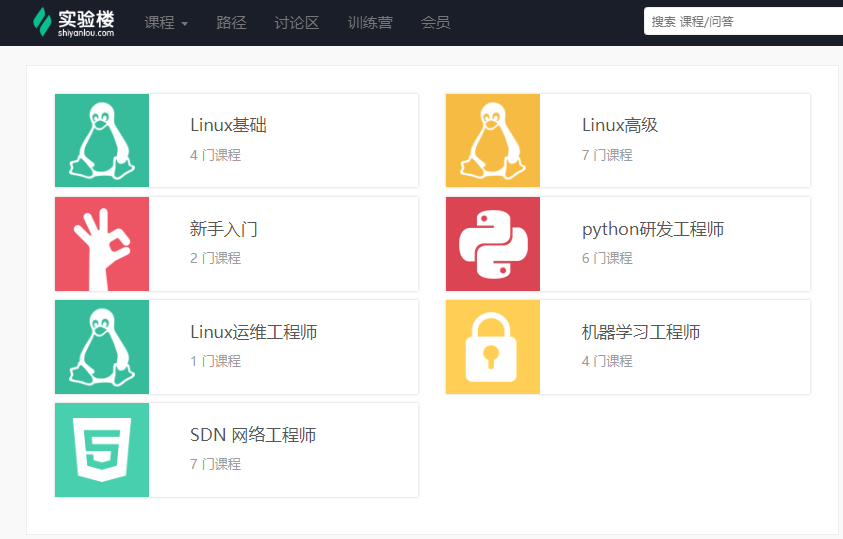 实验楼
shiyanlou.com
课程 路径 讨论区 训练营 会员
搜索 课程/问答
Linux基础
4 门课程
Linux高级
7 门课程
新手入门
2 门课程
python研发工程师
6 门课程
Linux运维工程师
1 门课程
机器学习工程师
4 门课程
5
SDN 网络工程师
7 门课程